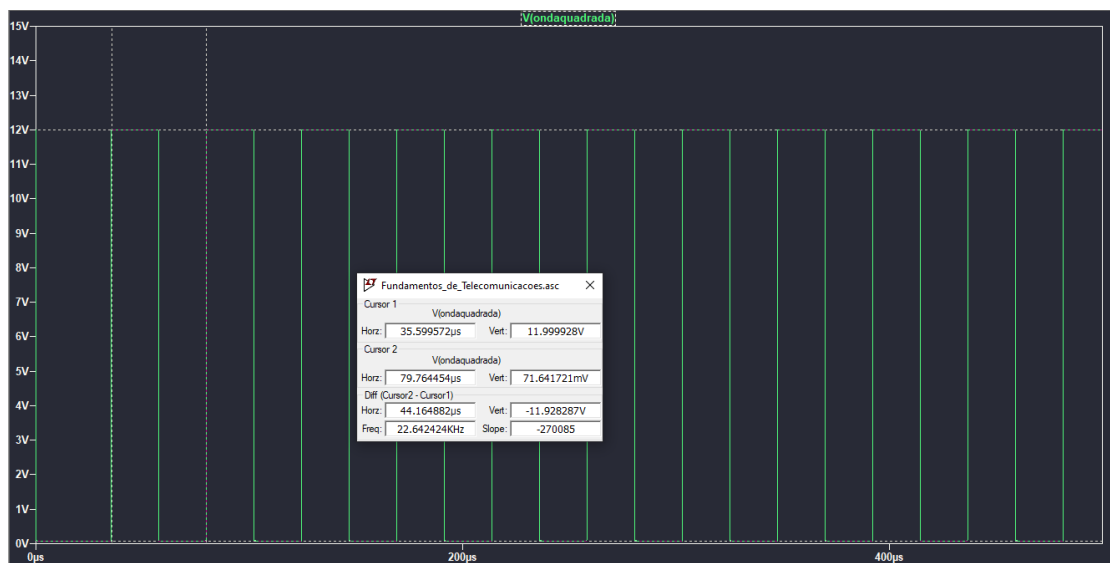 V(ondaquadrada)
15V
14V
13V
12V
11V
10V
9V
8V
7V
6V
5V
4V
3V
2V
1V
0V
0µs
200µs
400µs
Fundamentos_de_Telecomunicacoes.asc
Cursor 1
V(ondaquadrada)
Horz: 35.599572µs Vert: 11.999928V
Cursor 2
V(ondaquadrada)
Horz: 79.764454µs Vert: 71.641721mV
Diff (Cursor2 - Cursor1)
Horz: 44.164882µs Vert: -11.928287V
Freq: 22.642424KHz Slope: -270085